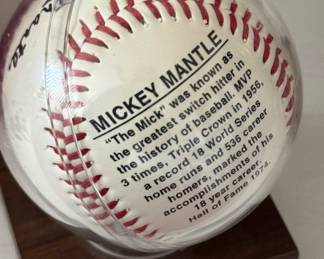 MICKEY MANTLE
"The Mick" was known as
the greatest switch hitter in
the history of baseball. MVP
3 times, Triple Crown in 1956,
a record 18 World Series
home runs and 536 career
homers, marked the
accomplishments of his
18 year career.
Hall of Fame 1974.